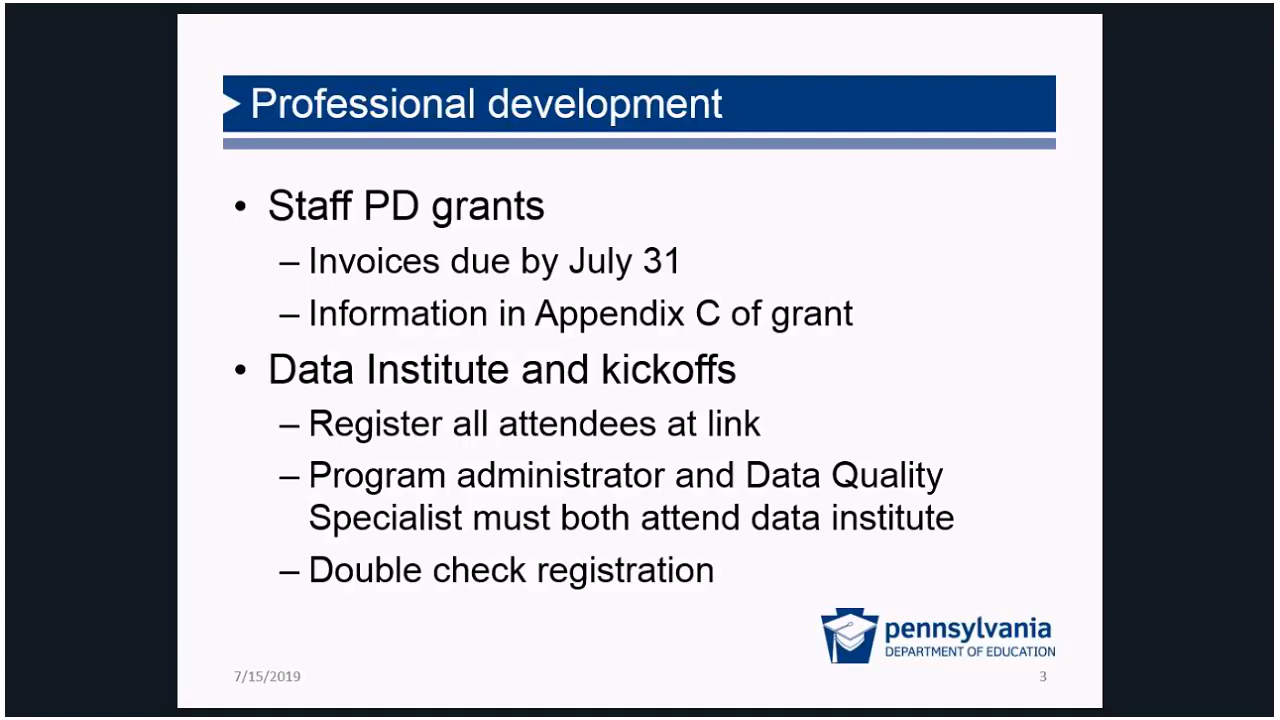 Professional development
• Staff PD grants
– Invoices due by July 31
– Information in Appendix C of grant
• Data Institute and kickoffs
– Register all attendees at link
– Program administrator and Data Quality
Specialist must both attend data institute
– Double check registration
pennsylvania
DEPARTMENT OF EDUCATION
7/15/2019
3